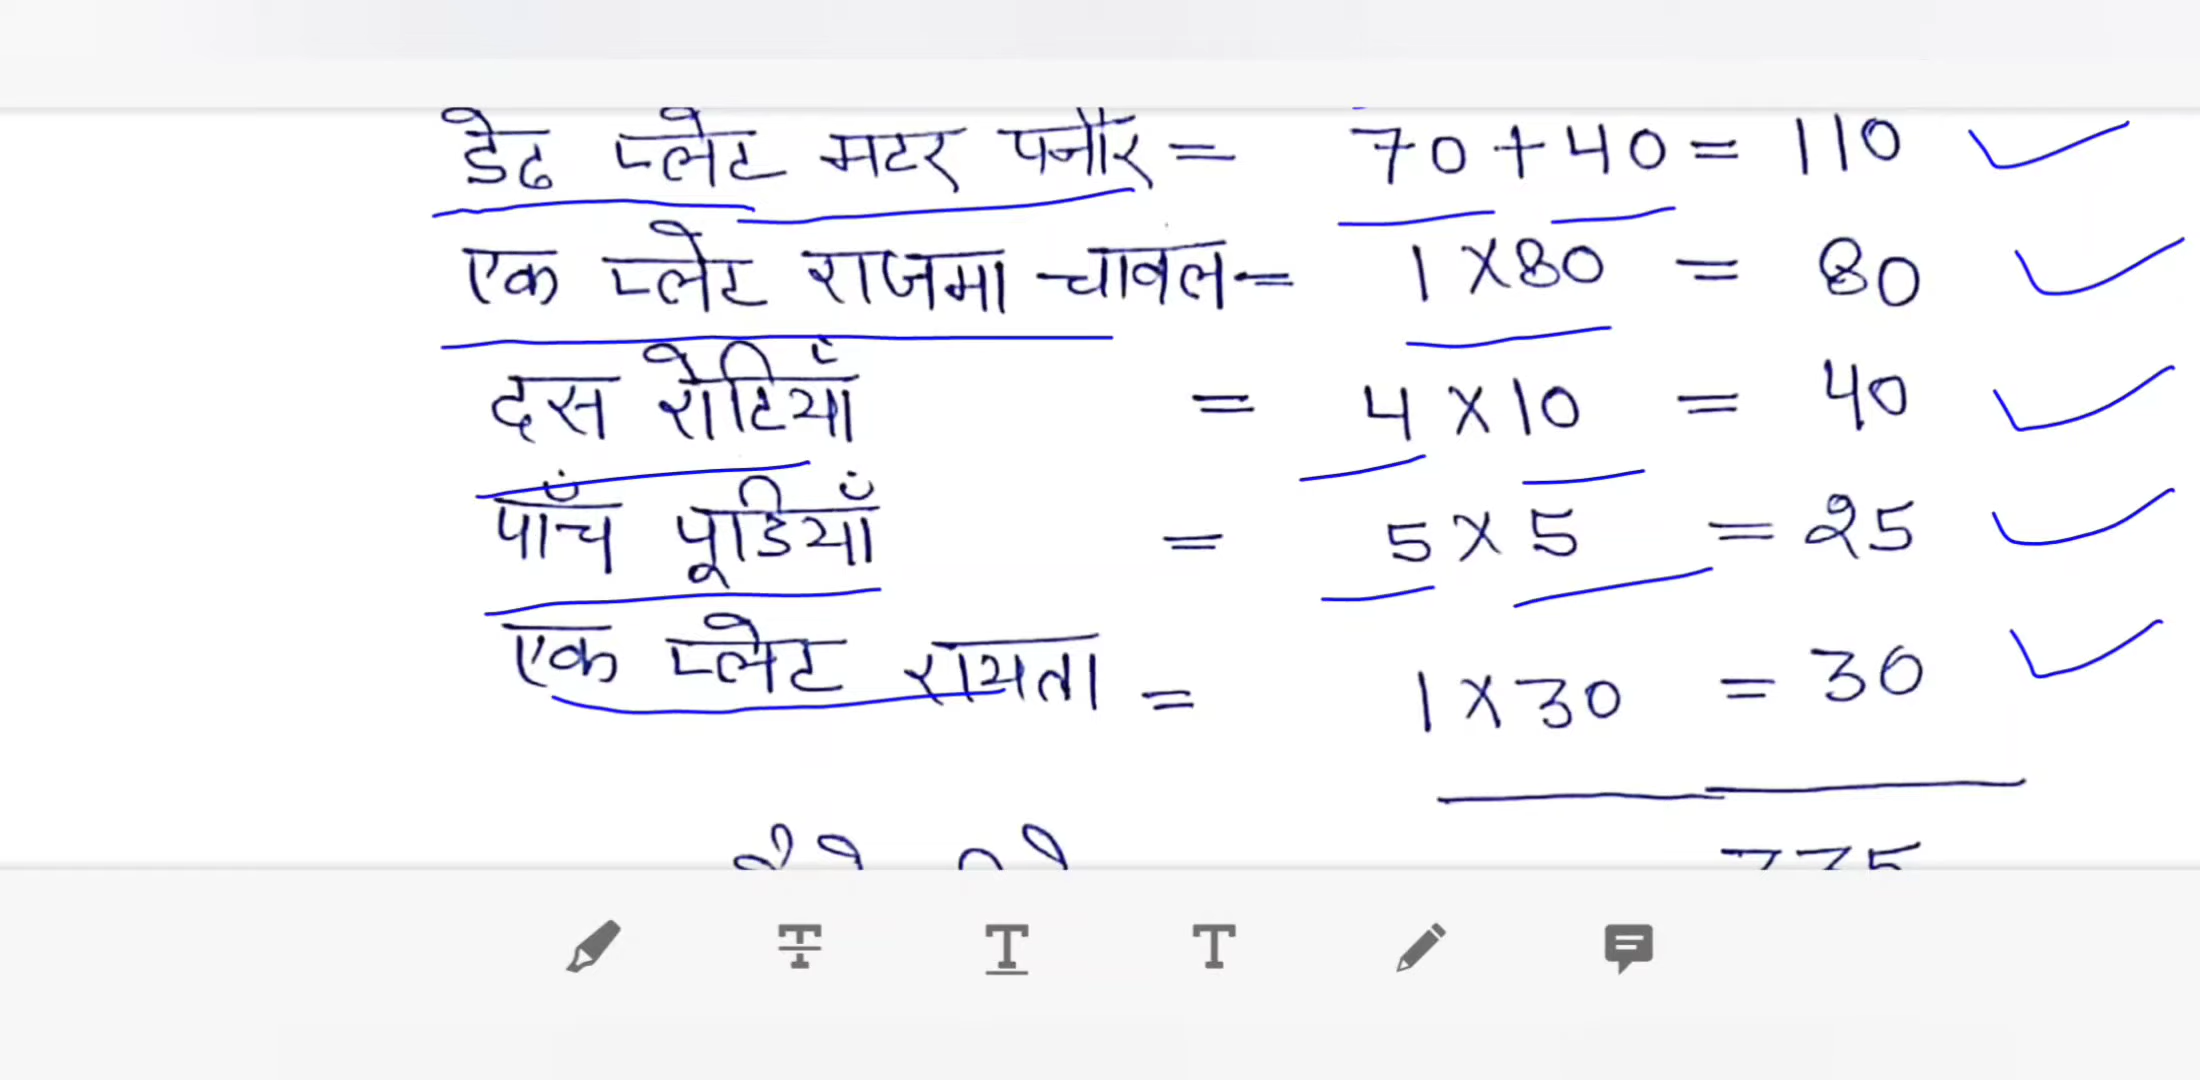 डेढ प्लेट मटर पनीर = 70 + 40 = 110
एक प्लेट राजमा चावल = 1 X 80 = 80
दस रोटियाँ = 4 X 10 = 40
पाँच पूडियाँ = 5 X 5 = 25
एक प्लेट रायता = 1 X 30 = 30